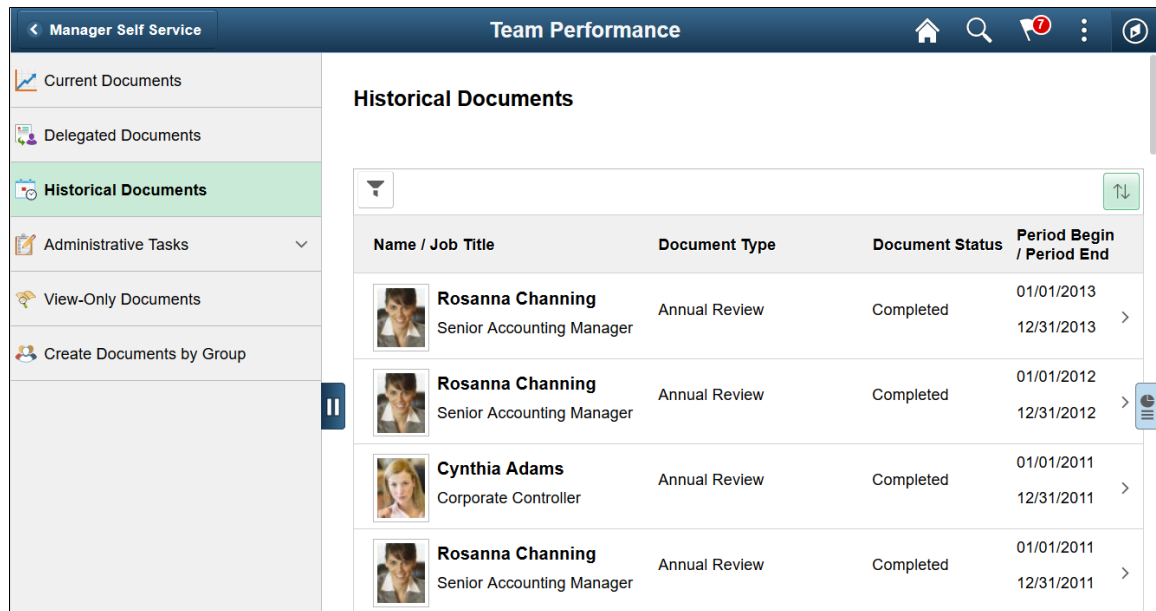 Manager Self Service
Team Performance
7
Current Documents
Delegated Documents
Historical Documents
Administrative Tasks
View-Only Documents
Create Documents by Group
Historical Documents
Name / Job Title
Document Type
Document Status
Period Begin
/ Period End
Rosanna Channing
Senior Accounting Manager
Annual Review
Completed
01/01/2013
12/31/2013
Rosanna Channing
Senior Accounting Manager
Annual Review
Completed
01/01/2012
12/31/2012
Cynthia Adams
Corporate Controller
Annual Review
Completed
01/01/2011
12/31/2011
Rosanna Channing
Senior Accounting Manager
Annual Review
Completed
01/01/2011
12/31/2011